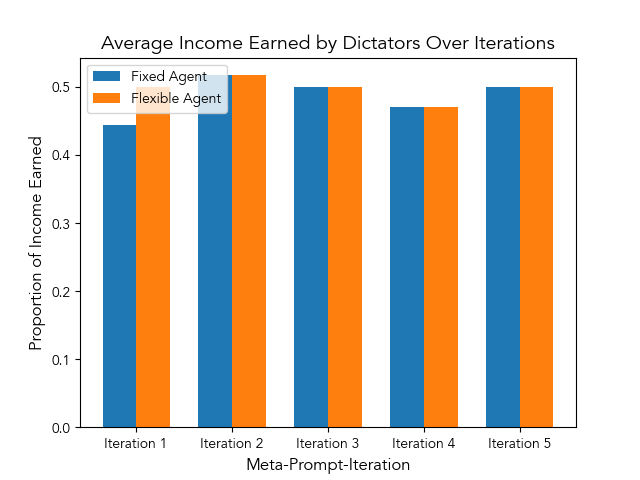 Average Income Earned by Dictators Over Iterations
Fixed Agent
Flexible Agent
Proportion of Income Earned
0.5
0.4
0.3
0.2
0.1
0.0
Iteration 1
Iteration 2
Iteration 3
Iteration 4
Iteration 5
Meta-Prompt-Iteration